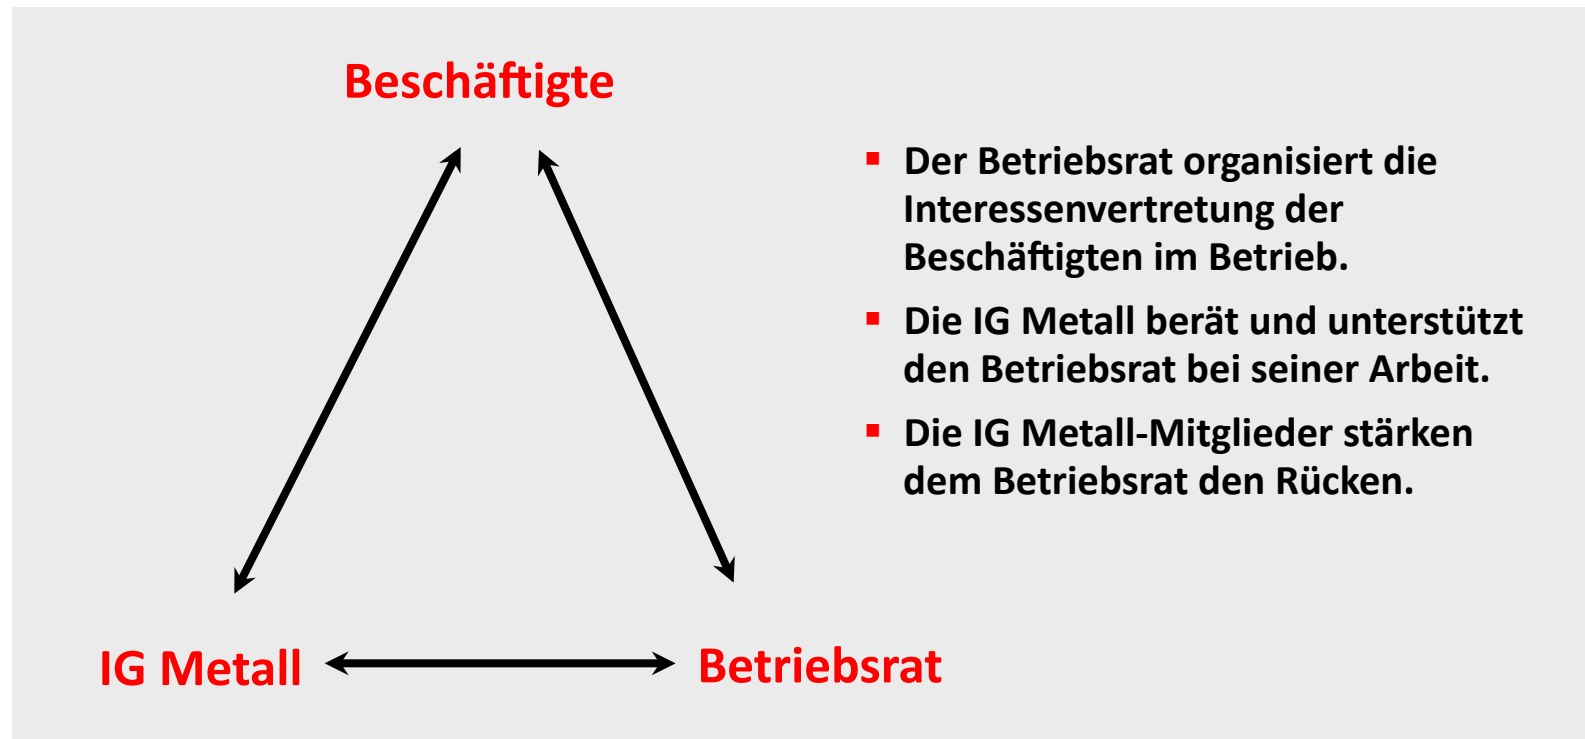 Beschäftigte
IG Metall
Betriebsrat
▪ Der Betriebsrat organisiert die
Interessenvertretung der
Beschäftigten im Betrieb.
▪ Die IG Metall berät und unterstützt
den Betriebsrat bei seiner Arbeit.
▪ Die IG Metall-Mitglieder stärken
dem Betriebsrat den Rücken.